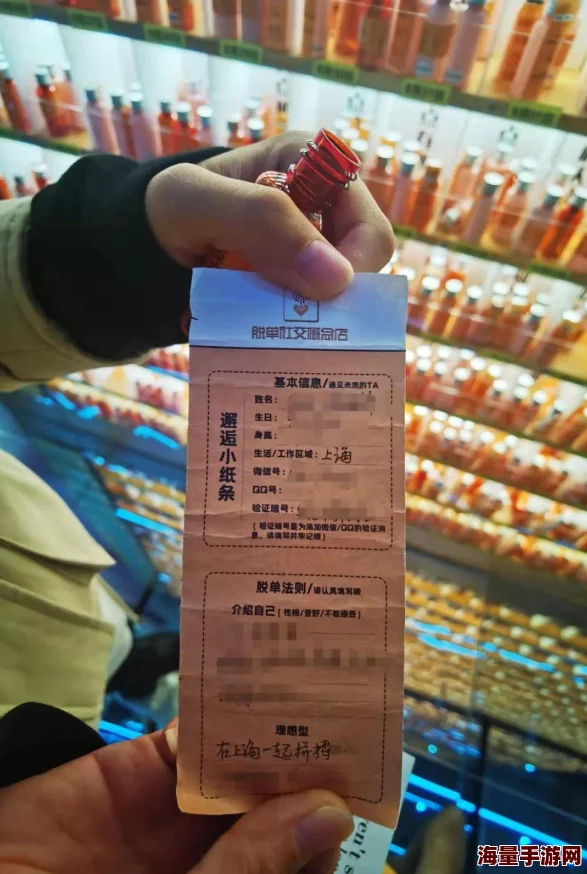 脱单社交概念店
基本信息/遇见未来的TA
邂逅小纸条
姓名:
生日:
身高:
生活/工作区域: 上海
微信号:
QQ号:
验证暗号:
(验证暗号是为添加微信/QQ的验证消
息,请填写并牢记哦)
脱单法则/请认真填写哦
介绍自己(性格/爱好/不能接受)
理想型
在上海一起拼搏
海量手游网